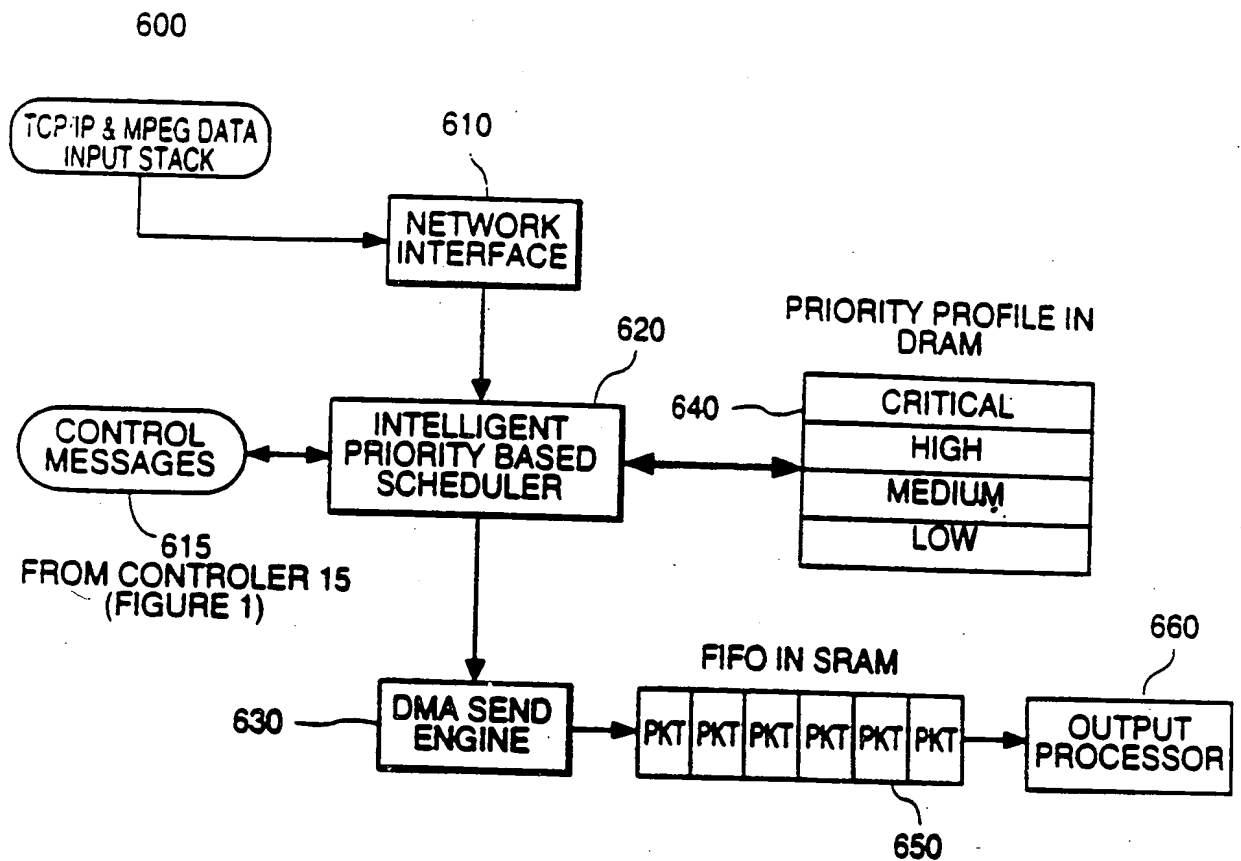 600
TCP/IP & MPEG DATA
INPUT STACK
610
NETWORK
INTERFACE
620
PRIORITY PROFILE IN
DRAM
640
CRITICAL
HIGH
MEDIUM
LOW
CONTROL
MESSAGES
INTELLIGENT
PRIORITY BASED
SCHEDULER
615
FROM CONTROLER 15
(FIGURE 1)
630
DMA SEND
ENGINE
FIFO IN SRAM
PKT PKT PKT PKT PKT PKT
650
660
OUTPUT
PROCESSOR